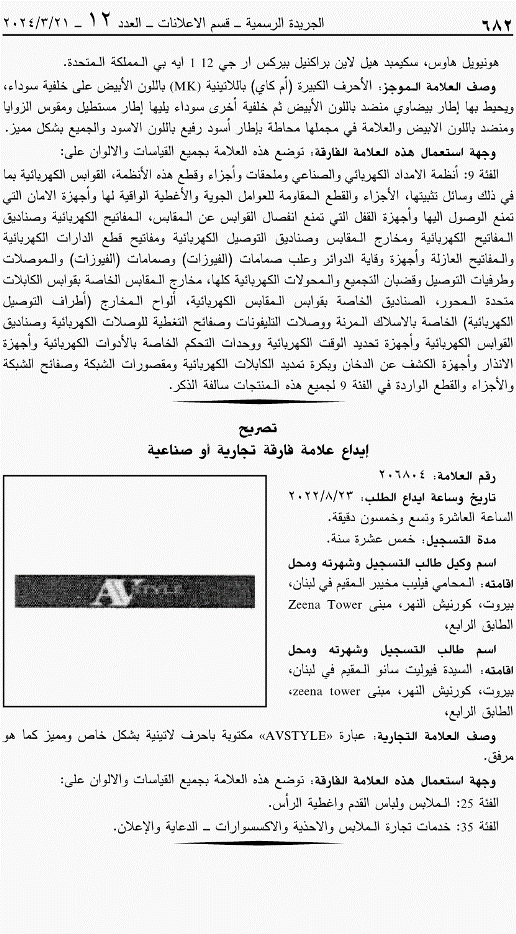 ٦٨٢ الجريدة الرسمية ــ قسم الاعلانات ــ العدد ١٢ ــ ٢٠٢٤/٣/٢١
هونيويل هاوس، سكيمبد هيل لاين براكنيل بيركس ار جي 12 1 ايه بي المملكة المتحدة.
وصف العلامة الموجز: الأحرف الكبيرة (أم كاي) باللاتينية (MK) باللون الأبيض على خلفية سوداء،
ويحيط بها إطار بيضاوي منضد باللون الأبيض ثم خلفية أخرى سوداء يليها إطار مستطيل ومقوس الزوايا
ومنضد باللون الابيض والعلامة في مجملها محاطة بإطار أسود رفيع باللون الاسود والجميع بشكل مميز.
وجهة استعمال هذه العلامة الفارقة: توضع هذه العلامة بجميع القياسات والالوان على:
الفئة 9: أنظمة الامداد الكهربائي والصناعي وملحقات وأجزاء وقطع هذه الأنظمة، القوابس الكهربائية بما
في ذلك وسائل تثبيتها، الأجزاء والقطع المقاومة للعوامل الجوية والأغطية الواقية لها وأجهزة الامان التي
تمنع الوصول اليها وأجهزة القفل التي تمنع انفصال القوابس عن المقابس، المفاتيح الكهربائية وصناديق
المفاتيح الكهربائية ومخارج المقابس وصناديق التوصيل الكهربائية ومفاتيح قطع الدارات الكهربائية
والمفاتيح العازلة وأجهزة وقاية الدوائر وعلب صمامات (الفيوزات) وصمامات (الفيوزات) والموصلات
وطرفيات التوصيل وقضبان التجميع والمحولات الكهربائية كلها، مخارج المقابس الخاصة بقوابس الكابلات
متحدة المحور، الصناديق الخاصة بقوابس المقابس الكهربائية، ألواح المخارج (أطراف التوصيل
الكهربائية) الخاصة بالاسلاك المرنة ووصلات التليفونات وصفائح التغطية للوصلات الكهربائية وصناديق
القوابس الكهربائية وأجهزة تحديد الوقت الكهربائية ووحدات التحكم الخاصة بالأدوات الكهربائية وأجهزة
الانذار وأجهزة الكشف عن الدخان وبكرة تمديد الكابلات الكهربائية ومقصورات الشبكة وصفائح الشبكة
والأجزاء والقطع الواردة في الفئة 9 لجميع هذه المنتجات سالفة الذكر.
تصريح
إيداع علامة فارقة تجارية أو صناعية
رقم العلامة: ٢٠٦٨٠٤
تاريخ وساعة ايداع الطلب: ٢٠٢٢/٨/٢٣
الساعة العاشرة وتسع وخمسون دقيقة.
مدة التسجيل: خمس عشرة سنة.
اسم وكيل طالب التسجيل وشهرته ومحل
اقامته: المحامي فيليب مخيبر المقيم في لبنان،
بيروت، كورنيش النهر، مبنى Zeena Tower
الطابق الرابع،
اسم طالب التسجيل وشهرته ومحل
اقامته: السيدة فيوليت سانو المقيم في لبنان،
بيروت، كورنيش النهر، مبنى zeena tower،
الطابق الرابع،
AVSTYLE
وصف العلامة التجارية: عبارة «AVSTYLE» مكتوبة باحرف لاتينية بشكل خاص ومميز كما هو
مرفق.
وجهة استعمال هذه العلامة الفارقة: توضع هذه العلامة بجميع القياسات والالوان على:
الفئة 25: الملابس ولباس القدم واغطية الرأس.
الفئة 35: خدمات تجارة الملابس والاحذية والاكسسوارات ــ الدعاية والإعلان.